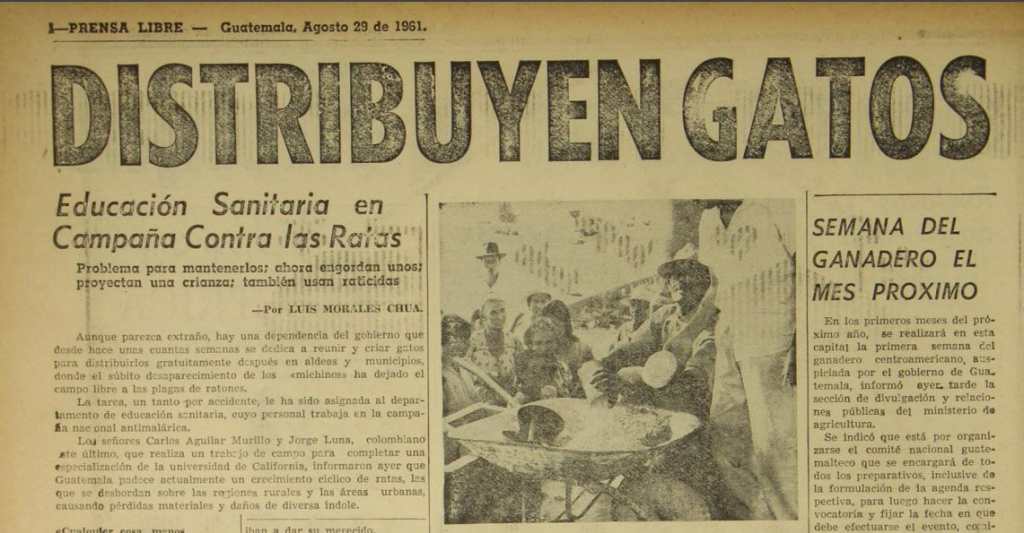 PRENSA LIBRE — Guatemala, Agosto 29 de 1961.
DISTRIBUYEN GATOS
Educación Sanitaria en
Campaña Contra las Ratas
Problema para mantenerlos; ahora engordan unos;
proyectan una crianza; también usan raticidas
—Por LUIS MORALES CHUA.
Aunque parezca extraño, hay una dependencia del gobierno que
desde hace unas cuantas semanas se dedica a reunir y criar gatos
para distribuirlos gratuitamente después en aldeas y municipios,
donde el súbito desaparecimiento de los «michines» ha dejado el
campo libre a las plagas de ratones.
La tarea, un tanto por accidente, le ha sido asignada al depar-
tamento de educación sanitaria, cuyo personal trabaja en la campa-
ña nacional antimalárica.
Los señores Carlos Aguilar Murillo y Jorge Luna, colombiano
este último, que realiza un trabajo de campo para completar una
especialización de la universidad de California, informaron ayer que
Guatemala padece actualmente un crecimiento cíclico de ratas, las
que se desbordan sobre las regiones rurales y las áreas urbanas,
causando pérdidas materiales y daños de diversa índole.
«Cualquier cosa, menos
iban a dar su merecido.
SEMANA DEL
GANADERO EL
MES PROXIMO
En los primeros meses del pró-
ximo año, se realizará en esta
capital la primera semana del
ganadero centroamericano, aus-
piciada por el gobierno de Gua-
temala, informó ayer tarde la
sección de divulgación y relacio-
nes públicas del ministerio de
agricultura.
Se indicó que está por organi-
zarse el comité nacional guate-
malteco que se encargará de to-
dos los preparativos, inclusive de
la formulación de la agenda res-
pectiva, para luego hacer la con-
vocatoria y fijar la fecha en que
debe efectuarse el evento,